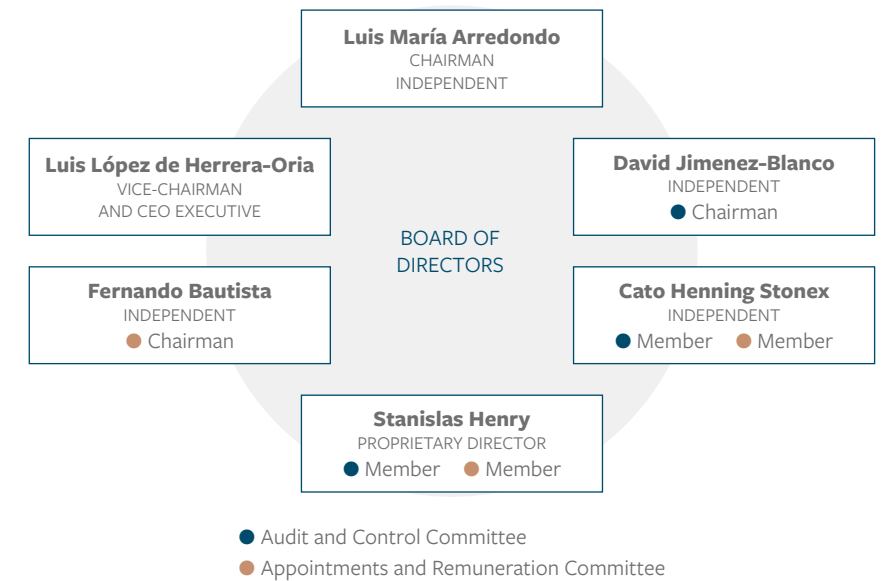 Luis María Arredondo
CHAIRMAN
INDEPENDENT
Luis López de Herrera-Oria
VICE-CHAIRMAN
AND CEO EXECUTIVE
David Jimenez-Blanco
INDEPENDENT
Chairman
BOARD OF
DIRECTORS
Fernando Bautista
INDEPENDENT
Chairman
Cato Henning Stonex
INDEPENDENT
Member Member
Stanislas Henry
PROPRIETARY DIRECTOR
Member Member
Audit and Control Committee
Appointments and Remuneration Committee